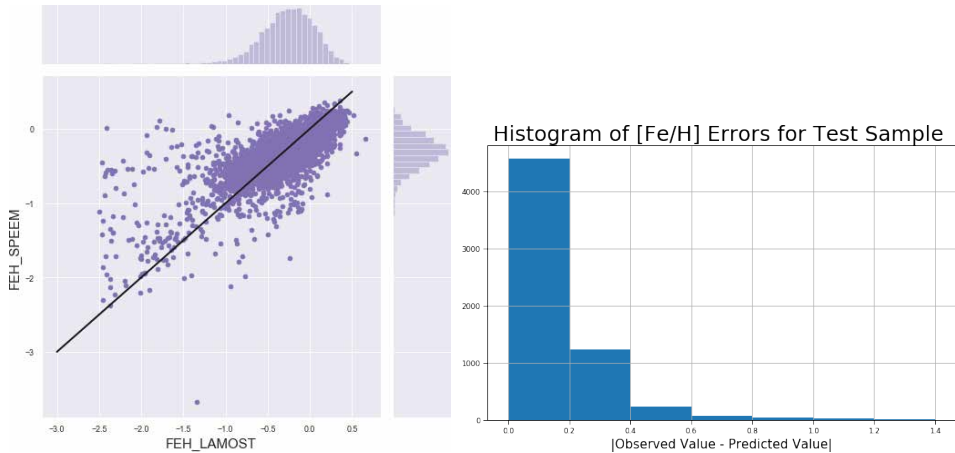 0
−1
−2
−3
FEH_SPEEM
−3.0 −2.5 −2.0 −1.5 −1.0 −0.5 0.0 0.5
FEH_LAMOST
Histogram of [Fe/H] Errors for Test Sample
4000
3000
2000
1000
0
0.0 0.2 0.4 0.6 0.8 1.0 1.2 1.4
|Observed Value - Predicted Value|